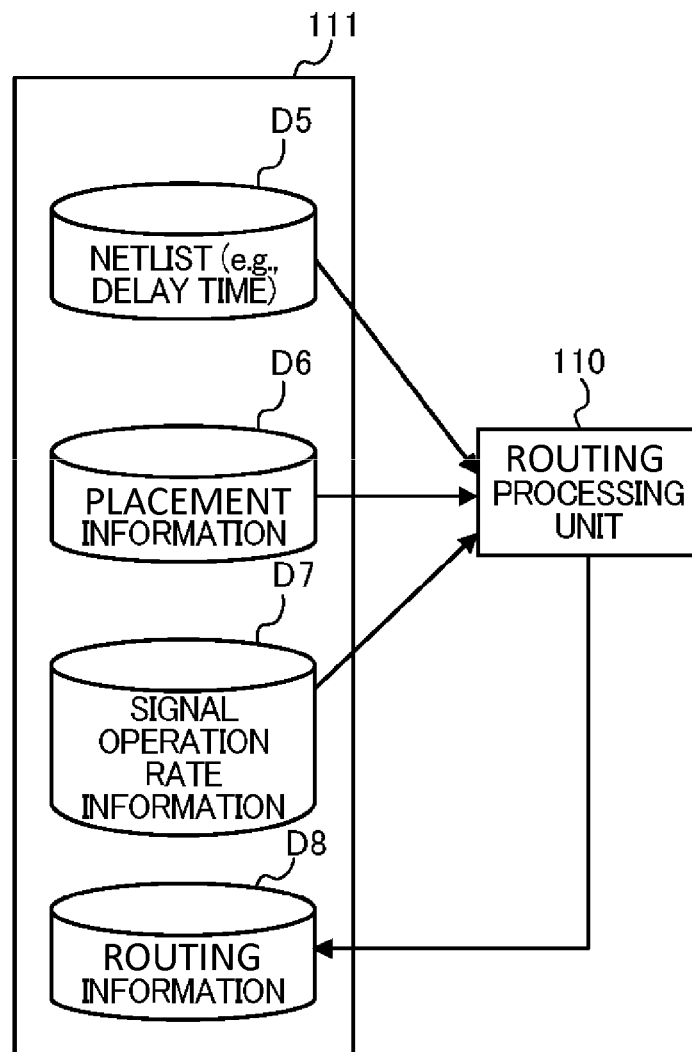 111
D5
NETLIST (e.g.,
DELAY TIME)
D6
PLACEMENT
INFORMATION
110
ROUTING
PROCESSING
UNIT
D7
SIGNAL
OPERATION
RATE
INFORMATION
D8
ROUTING
INFORMATION